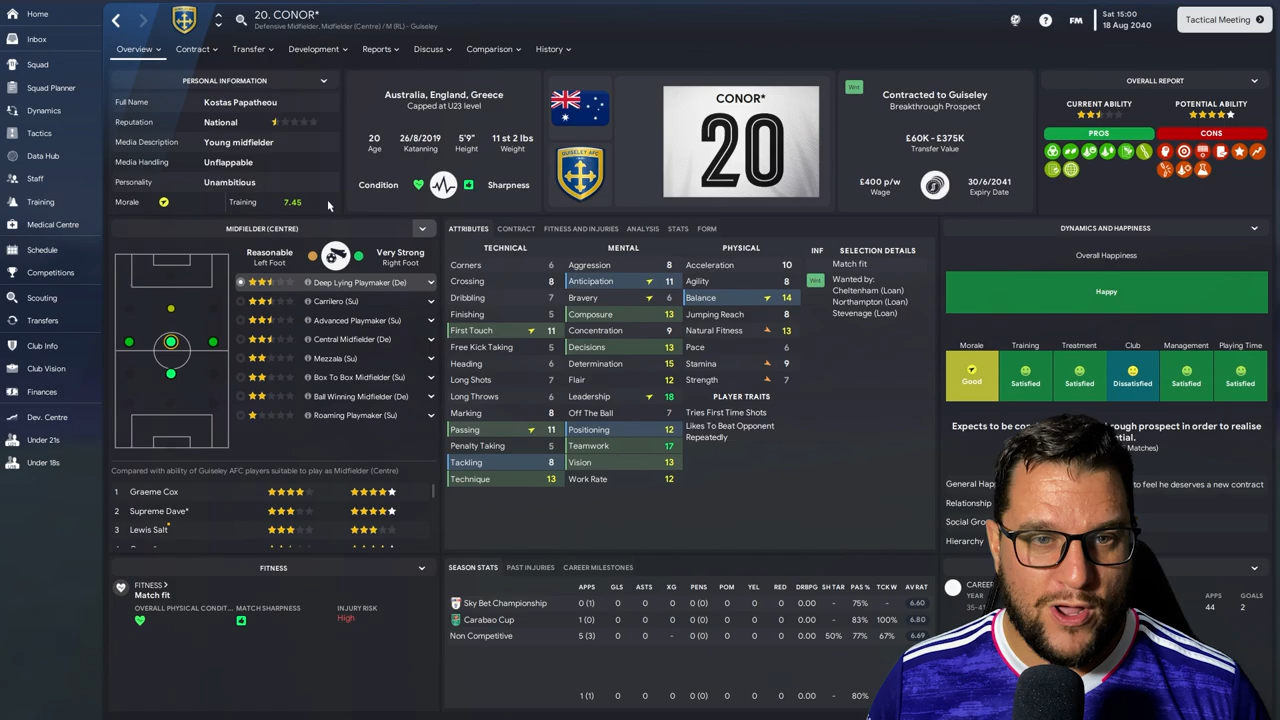 Home
Inbox
Squad
Squad Planner
Dynamics
Tactics
Data Hub
Staff
Training
Medical Centre
Schedule
Competitions
Scouting
Transfers
Club Info
Club Vision
Finances
Dev. Centre
Under 21s
Under 18s
20. CONOR*
Defensive Midfielder, Midfielder (Centre) / M (RL) - Guiseley
FM
Sat 15:00
18 Aug 2040
Tactical Meeting
Overview
Contract
Transfer
Development
Reports
Discuss
Comparison
History
PERSONAL INFORMATION
Full Name Kostas Papatheou
Reputation National
Media Description Young midfielder
Media Handling Unflappable
Personality Unambitious
Morale Training 7.45
Australia, England, Greece
Capped at U23 level
20 26/8/2019 5'9" 11 st 2 lbs
Age Katanning Height Weight
Condition Sharpness
GUISELEY AFC
CONOR*
20
Wnt
Contracted to Guiseley
Breakthrough Prospect
£60K - £375K
Transfer Value
£400 p/w 30/6/2041
Wage Expiry Date
OVERALL REPORT
CURRENT ABILITY POTENTIAL ABILITY
PROS CONS
MIDFIELDER (CENTRE)
Reasonable Very Strong
Left Foot Right Foot
Deep Lying Playmaker (De)
Carrilero (Su)
Advanced Playmaker (Su)
Central Midfielder (De)
Mezzala (Su)
Box To Box Midfielder (Su)
Ball Winning Midfielder (De)
Roaming Playmaker (Su)
Compared with ability of Guiseley AFC players suitable to play as Midfielder (Centre)
1 Graeme Cox
2 Supreme Dave*
3 Lewis Salt
ATTRIBUTES CONTRACT FITNESS AND INJURIES ANALYSIS STATS FORM
TECHNICAL MENTAL PHYSICAL
Corners 6 Aggression 8 Acceleration 10
Crossing 8 Anticipation 11 Agility 8
Dribbling 7 Bravery 6 Balance 14
Finishing 5 Composure 13 Jumping Reach 8
First Touch 11 Concentration 9 Natural Fitness 13
Free Kick Taking 5 Decisions 13 Pace 6
Heading 6 Determination 15 Stamina 9
Long Shots 7 Flair 12 Strength 7
Long Throws 6 Leadership 18
Marking 8 Off The Ball 7
Passing 11 Positioning 12
Penalty Taking 5 Teamwork 17
Tackling 8 Vision 13
Technique 13 Work Rate 12
PLAYER TRAITS
Tries First Time Shots
Likes To Beat Opponent
Repeatedly
INF SELECTION DETAILS
Match fit
Wnt Wanted by:
Cheltenham (Loan)
Northampton (Loan)
Stevenage (Loan)
DYNAMICS AND HAPPINESS
Overall Happiness
Happy
Morale Training Treatment Club Management Playing Time
Good Satisfied Satisfied Dissatisfied Satisfied Satisfied
Expects to be rough prospect in order to realise
Matches)
to feel he deserves a new contract
Relationship
Hierarchy
FITNESS
FITNESS >
Match fit
OVERALL PHYSICAL CONDIT... MATCH SHARPNESS INJURY RISK
High
SEASON STATS PAST INJURIES CAREER MILESTONES
APPS GLS ASTS XG PENS POM YEL RED DRBPG SH TAR PAS % TCK W AV RAT
Sky Bet Championship 0 (1) 0 0 0 0 (0) 0 0 0 0.00 - 75% - 6.60
Carabao Cup 1 (0) 0 0 0 0 (0) 0 0 0 0.00 - 83% 100% 6.80
Non Competitive 5 (3) 0 0 - 0 (0) 0 0 0 0.00 50% 77% 67% 6.69
1 (1) 0 0 0 0 (0) 0 0 0 0.00 - 80%
YEAR APPS GOALS
44 2